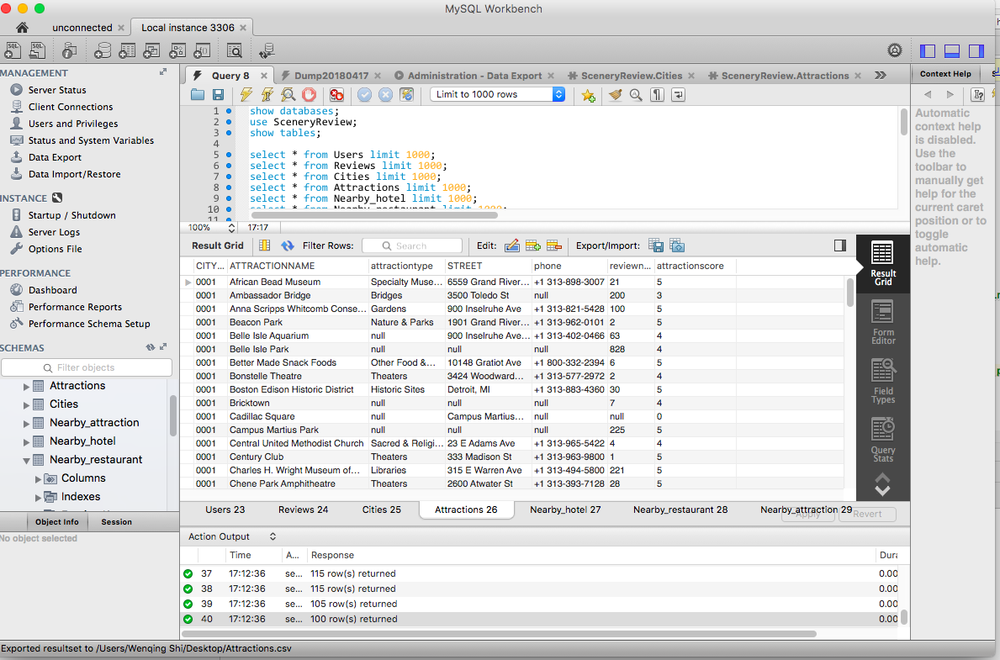 MySQL Workbench
unconnected
Local instance 3306
MANAGEMENT
Server Status
Client Connections
Users and Privileges
Status and System Variables
Data Export
Data Import/Restore
INSTANCE
Startup / Shutdown
Server Logs
Options File
PERFORMANCE
Dashboard
Performance Reports
Performance Schema Setup
SCHEMAS
Filter objects
Attractions
Cities
Nearby_attraction
Nearby_hotel
Nearby_restaurant
Columns
Indexes
Object Info Session
No object selected
Query 8 Dump20180417 Administration - Data Export SceneryReview.Cities SceneryReview.Attractions
Limit to 1000 rows
1 show databases;
2 use SceneryReview;
3 show tables;
4
5 select * from Users limit 1000;
6 select * from Reviews limit 1000;
7 select * from Cities limit 1000;
8 select * from Attractions limit 1000;
9 select * from Nearby_hotel limit 1000;
10 select * from Nearby_restaurant limit 1000;
11
100% 17:17
Result Grid Filter Rows: Search Edit: Export/Import:
CITY... ATTRACTIONNAME attractiontype STREET phone reviewn... attractionscore
0001 African Bead Museum Specialty Muse... 6559 Grand River... +1 313-898-3007 21 5
0001 Ambassador Bridge Bridges 3500 Toledo St null 200 3
0001 Anna Scripps Whitcomb Conse... Gardens 900 Inselruhe Ave +1 313-821-5428 100 5
0001 Beacon Park Nature & Parks 1901 Grand River... +1 313-962-0101 2 5
0001 Belle Isle Aquarium null 900 Inselruhe Ave... +1 313-402-0466 63 4
0001 Belle Isle Park null null null 828 4
0001 Better Made Snack Foods Other Food &... 10148 Gratiot Ave +1 800-332-2394 6 5
0001 Bonstelle Theatre Theaters 3424 Woodward... +1 313-577-2972 2 4
0001 Boston Edison Historic District Historic Sites Detroit, MI +1 313-883-4360 30 5
0001 Bricktown null null null 7 4
0001 Cadillac Square null Campus Martius... null null 0
0001 Campus Martius Park null null null 225 5
0001 Central United Methodist Church Sacred & Religi... 23 E Adams Ave +1 313-965-5422 4 4
0001 Century Club Theaters 333 Madison St +1 313-963-9800 1 5
0001 Charles H. Wright Museum of... Libraries 315 E Warren Ave +1 313-494-5800 221 5
0001 Chene Park Amphitheatre Theaters 2600 Atwater St +1 313-393-7128 28 5
Users 23 Reviews 24 Cities 25 Attractions 26 Nearby_hotel 27 Nearby_restaurant 28 Nearby_attraction 29
Apply Revert
Result
Grid
Form
Editor
Field
Types
Query
Stats
Action Output
Time A... Response Dura
37 17:12:36 se... 115 row(s) returned 0.00
38 17:12:36 se... 115 row(s) returned 0.00
39 17:12:36 se... 105 row(s) returned 0.00
40 17:12:36 se... 100 row(s) returned 0.00
Context Help
Automatic
context help
is disabled.
Use the
toolbar to
manually get
help for the
current caret
position or to
toggle
automatic
help.
Exported resultset to /Users/Wenqing Shi/Desktop/Attractions.csv